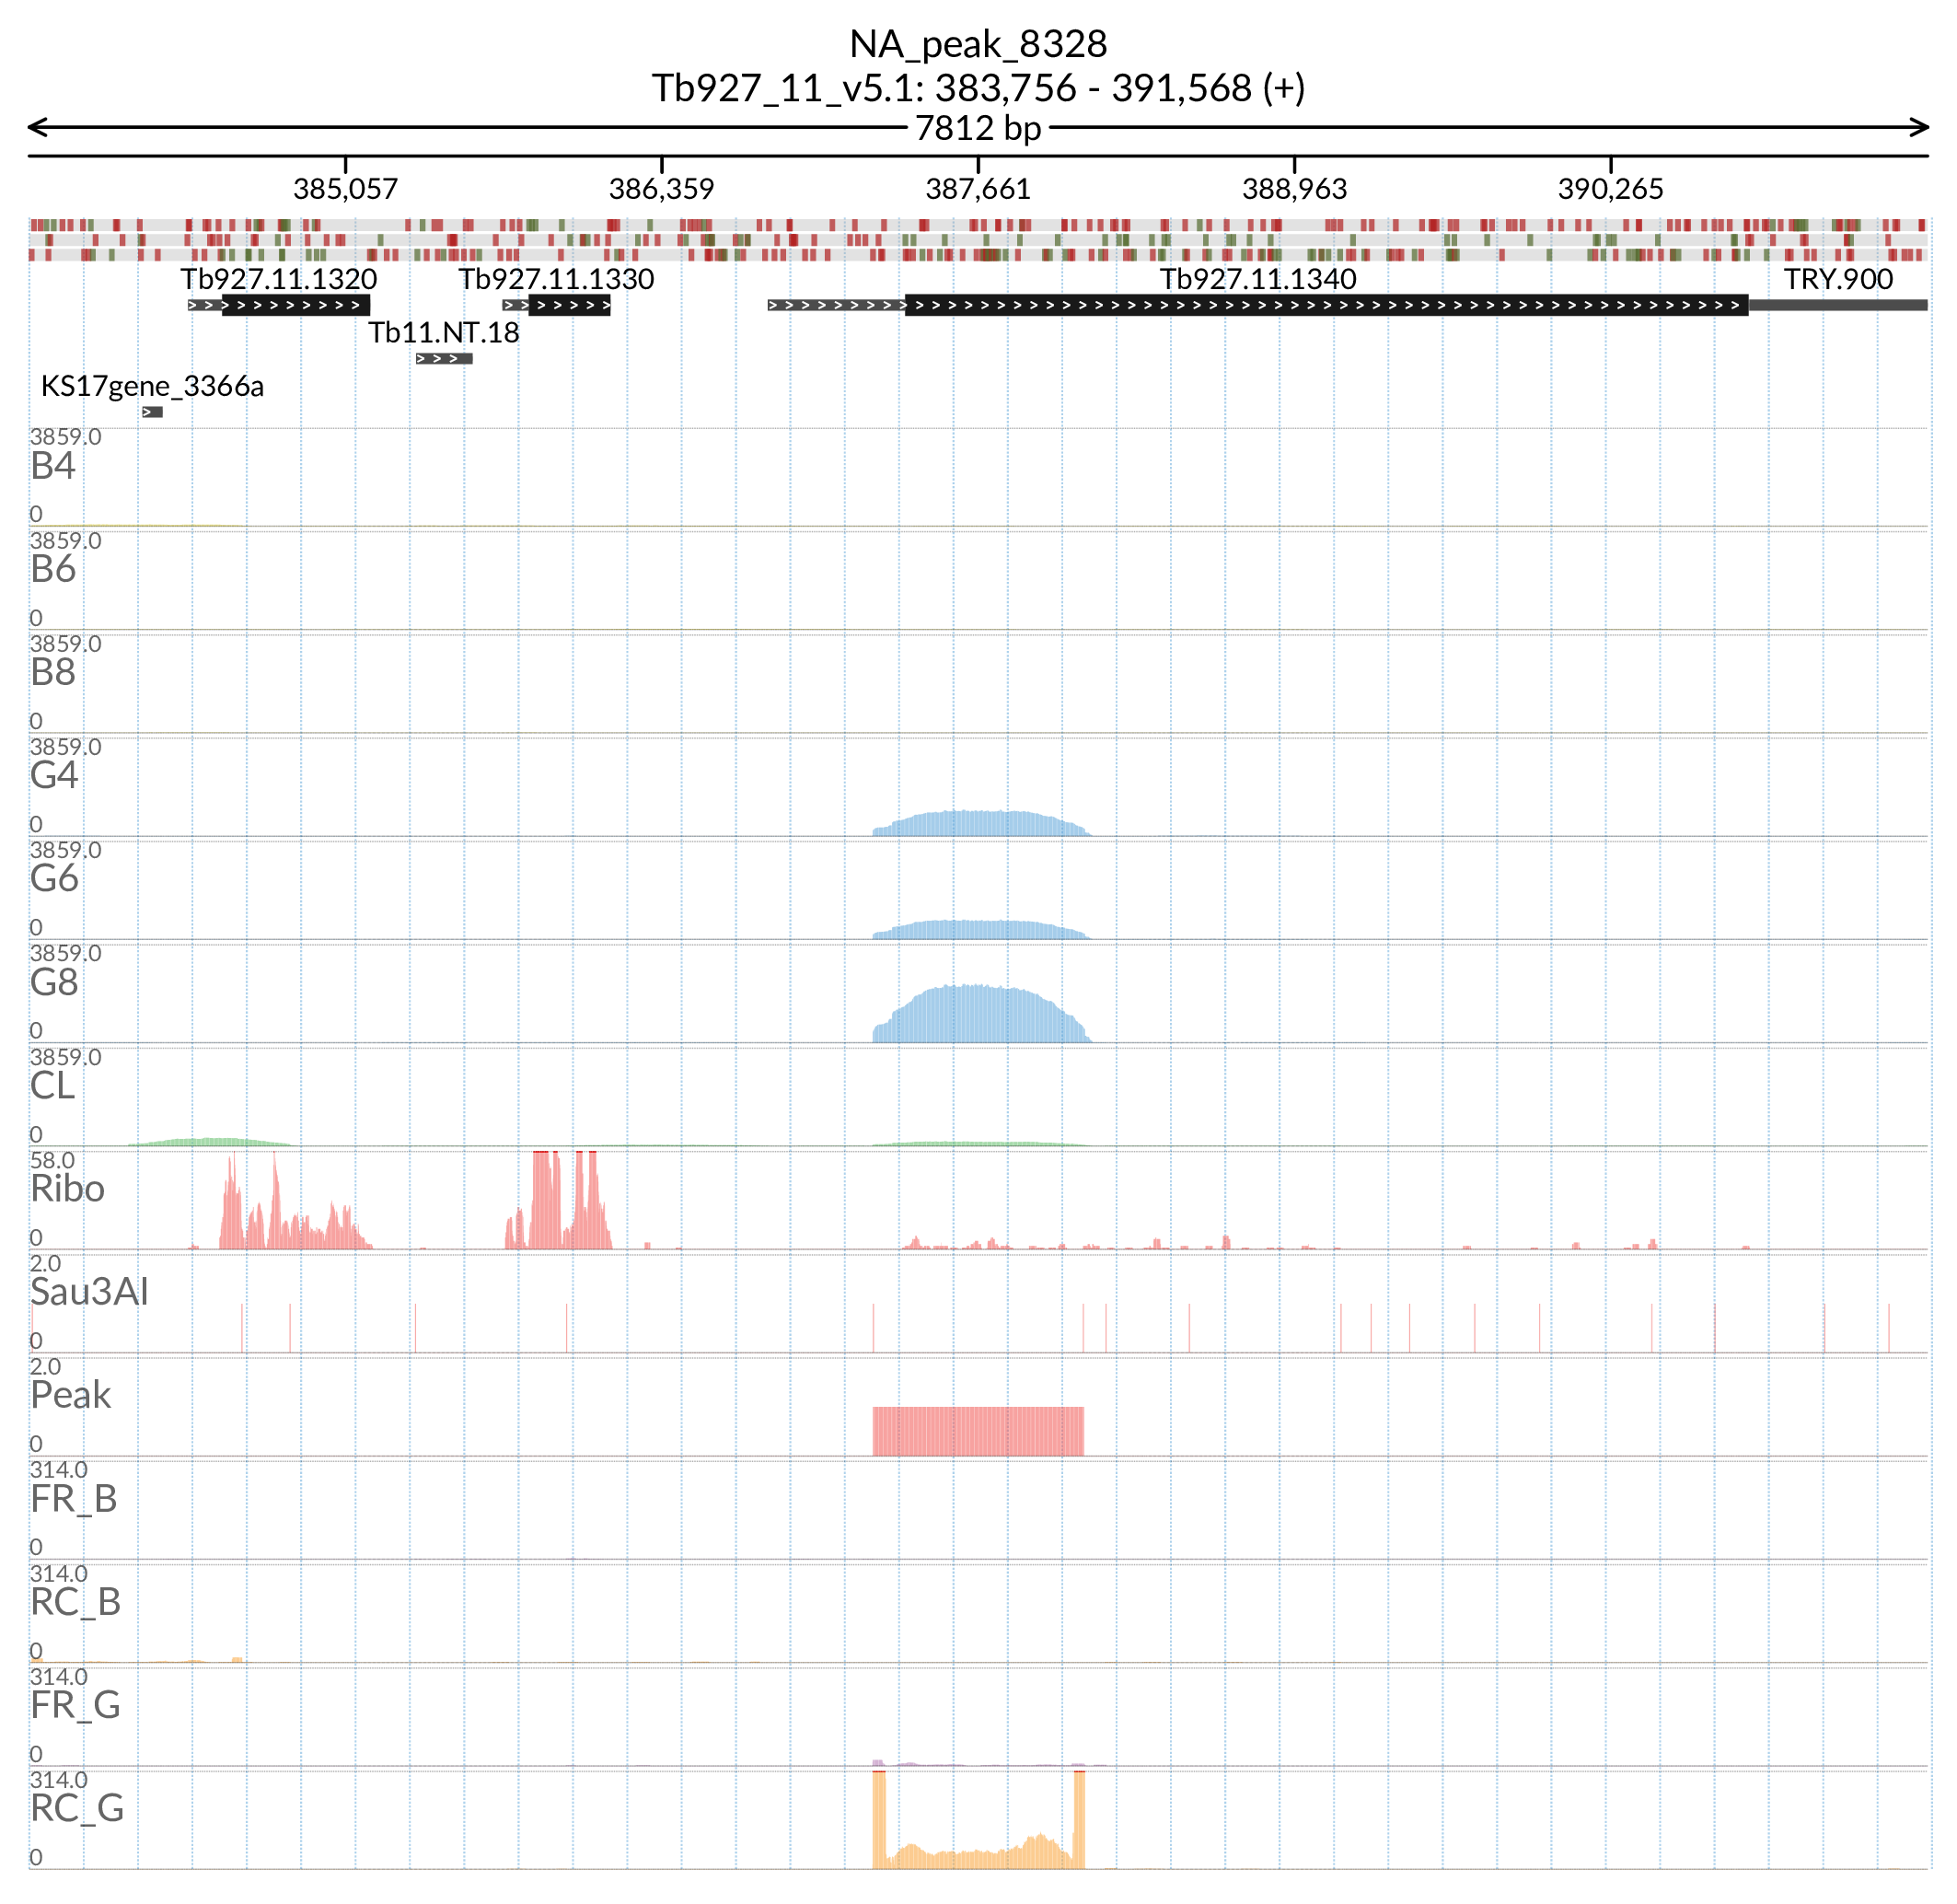 NA_peak_8328
Tb927_11_v5.1: 383,756 - 391,568 (+)
7812 bp
385,057 386,359 387,661 388,963 390,265
Tb927.11.1320 Tb927.11.1330 Tb927.11.1340 TRY.900
Tb11.NT.18
KS17gene_3366a
3859.0
B4
0
3859.0
B6
0
3859.0
B8
0
3859.0
G4
0
3859.0
G6
0
3859.0
G8
0
3859.0
CL
0
58.0
Ribo
0
2.0
Sau3AI
0
2.0
Peak
0
314.0
FR_B
0
314.0
RC_B
0
314.0
FR_G
0
314.0
RC_G
0